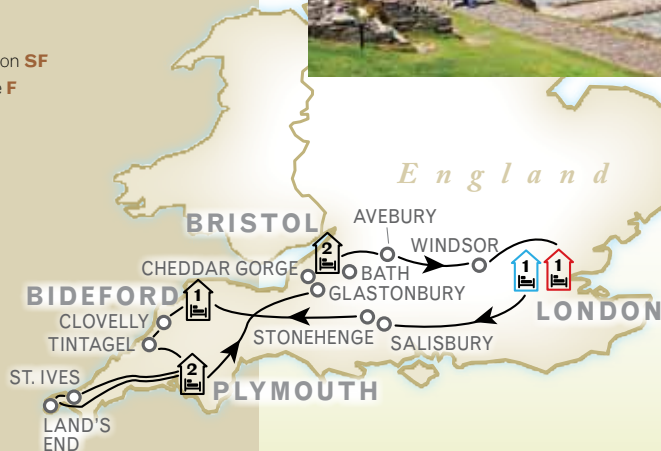 on SF
F
England
BRISTOL
AVEBURY
2
WINDSOR
CHEDDAR GORGE
BATH
1
1
BIDEFORD
1
GLASTONBURY
LONDON
CLOVELLY
TINTAGEL
STONEHENGE
SALISBURY
ST. IVES
2
PLYMOUTH
LAND'S
END